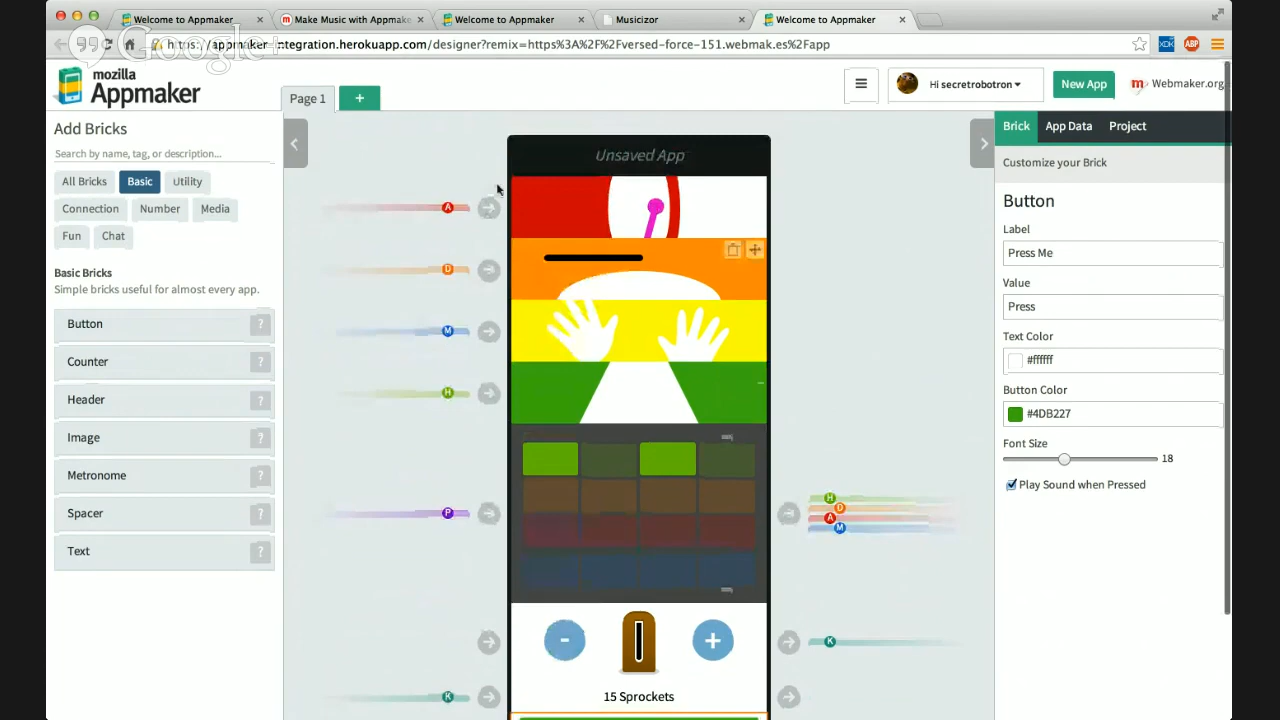 Welcome to Appmaker
Make Music with Appmake
Welcome to Appmaker
Musicizor
Welcome to Appmaker
Google+
https://appmaker-integration.herokuapp.com/designer?remix=https%3A%2F%2Fversed-force-151.webmak.es%2Fapp
XDK
ABP
mozilla
Appmaker
Page 1
+
Hi secretrobotron
New App
m Webmaker.org
Add Bricks
Search by name, tag, or description...
All Bricks
Basic
Utility
Connection
Number
Media
Fun
Chat
Basic Bricks
Simple bricks useful for almost every app.
Button ?
Counter ?
Header ?
Image ?
Metronome ?
Spacer ?
Text ?
Unsaved App
A
D
M
H
P
H
D
A
M
-
+
K
15 Sprockets
K
Brick
App Data
Project
Customize your Brick
Button
Label
Press Me
Value
Press
Text Color
#ffffff
Button Color
#4DB227
Font Size
18
Play Sound when Pressed